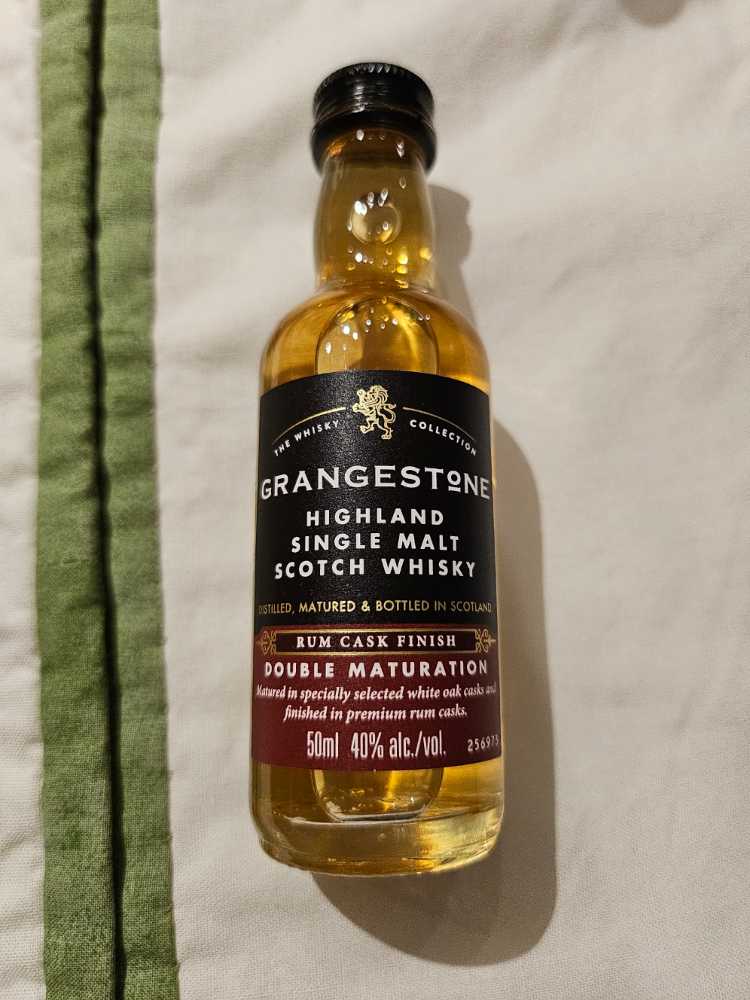 THE WHISKY COLLECTION
GRANGESTONE
HIGHLAND
SINGLE MALT
SCOTCH WHISKY
DISTILLED, MATURED & BOTTLED IN SCOTLAND
RUM CASK FINISH
DOUBLE MATURATION
Matured in specially selected white oak casks and
finished in premium rum casks.
50ml 40% alc./vol. 256975